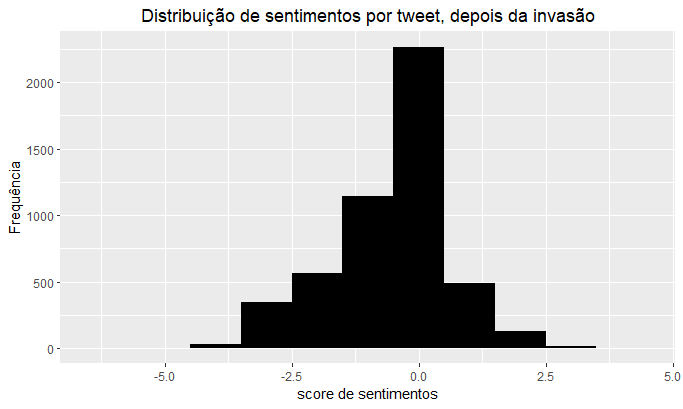 Distribuição de sentimentos por tweet, depois da invasão
Frequência
2000
1500
1000
500
0
-5.0 -2.5 0.0 2.5 5.0
score de sentimentos